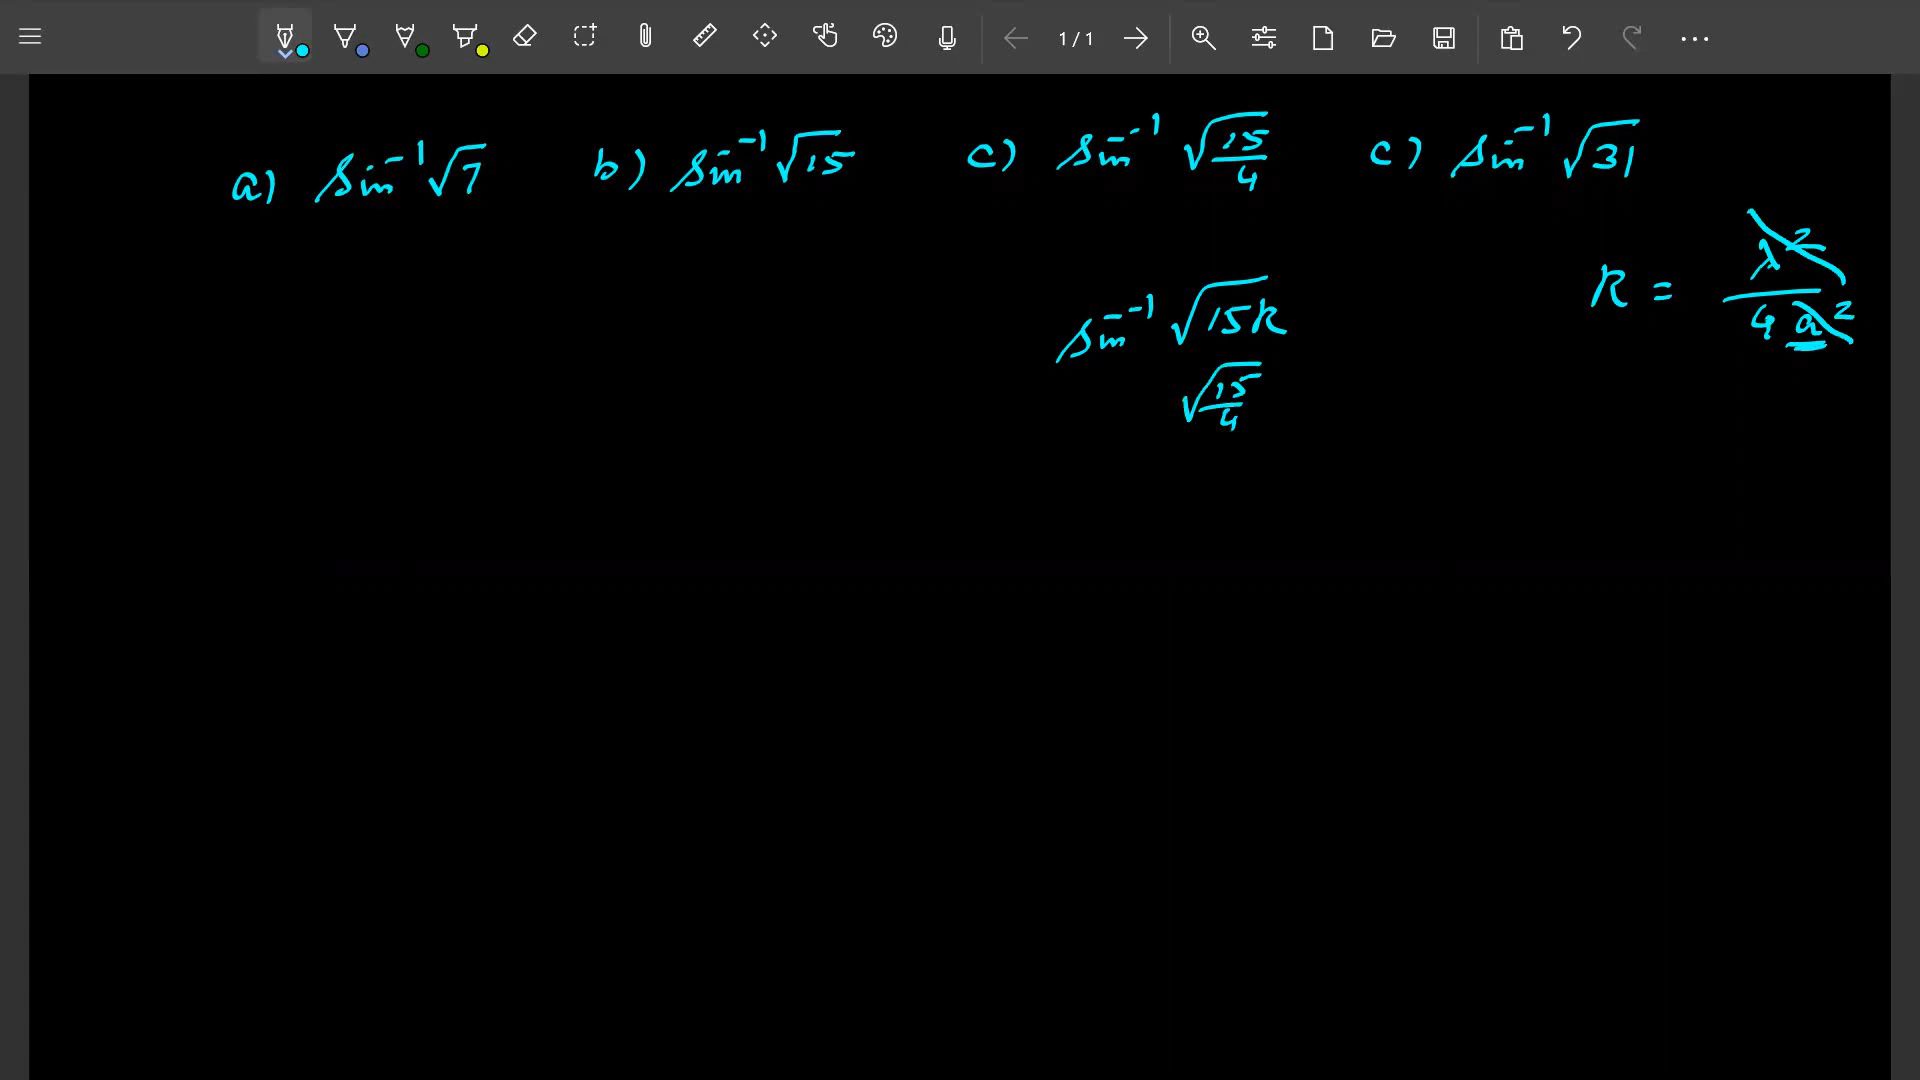 1 / 1
a) sin⁻¹ √7 b) sin⁻¹ √15 c) sin⁻¹ √(15/4) c) sin⁻¹ √31
R = λ²/4a²
sin⁻¹ √15R
√(15/4)